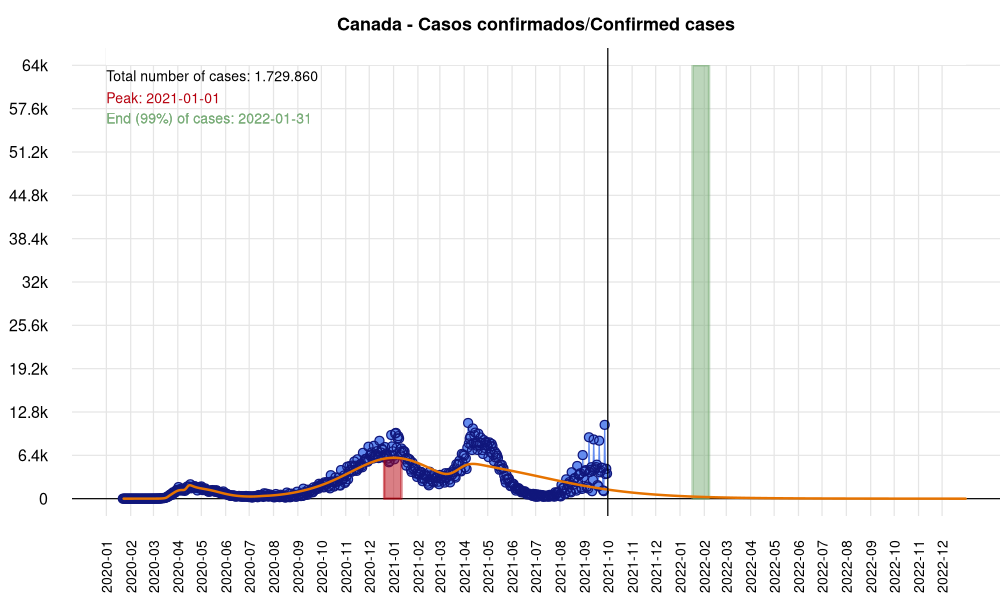 Canada - Casos confirmados/Confirmed cases
Total number of cases: 1.729.860
Peak: 2021-01-01
End (99%) of cases: 2022-01-31
64k
57.6k
51.2k
44.8k
38.4k
32k
25.6k
19.2k
12.8k
6.4k
0
2020-01
2020-02
2020-03
2020-04
2020-05
2020-06
2020-07
2020-08
2020-09
2020-10
2020-11
2020-12
2021-01
2021-02
2021-03
2021-04
2021-05
2021-06
2021-07
2021-08
2021-09
2021-10
2021-11
2021-12
2022-01
2022-02
2022-03
2022-04
2022-05
2022-06
2022-07
2022-08
2022-09
2022-10
2022-11
2022-12